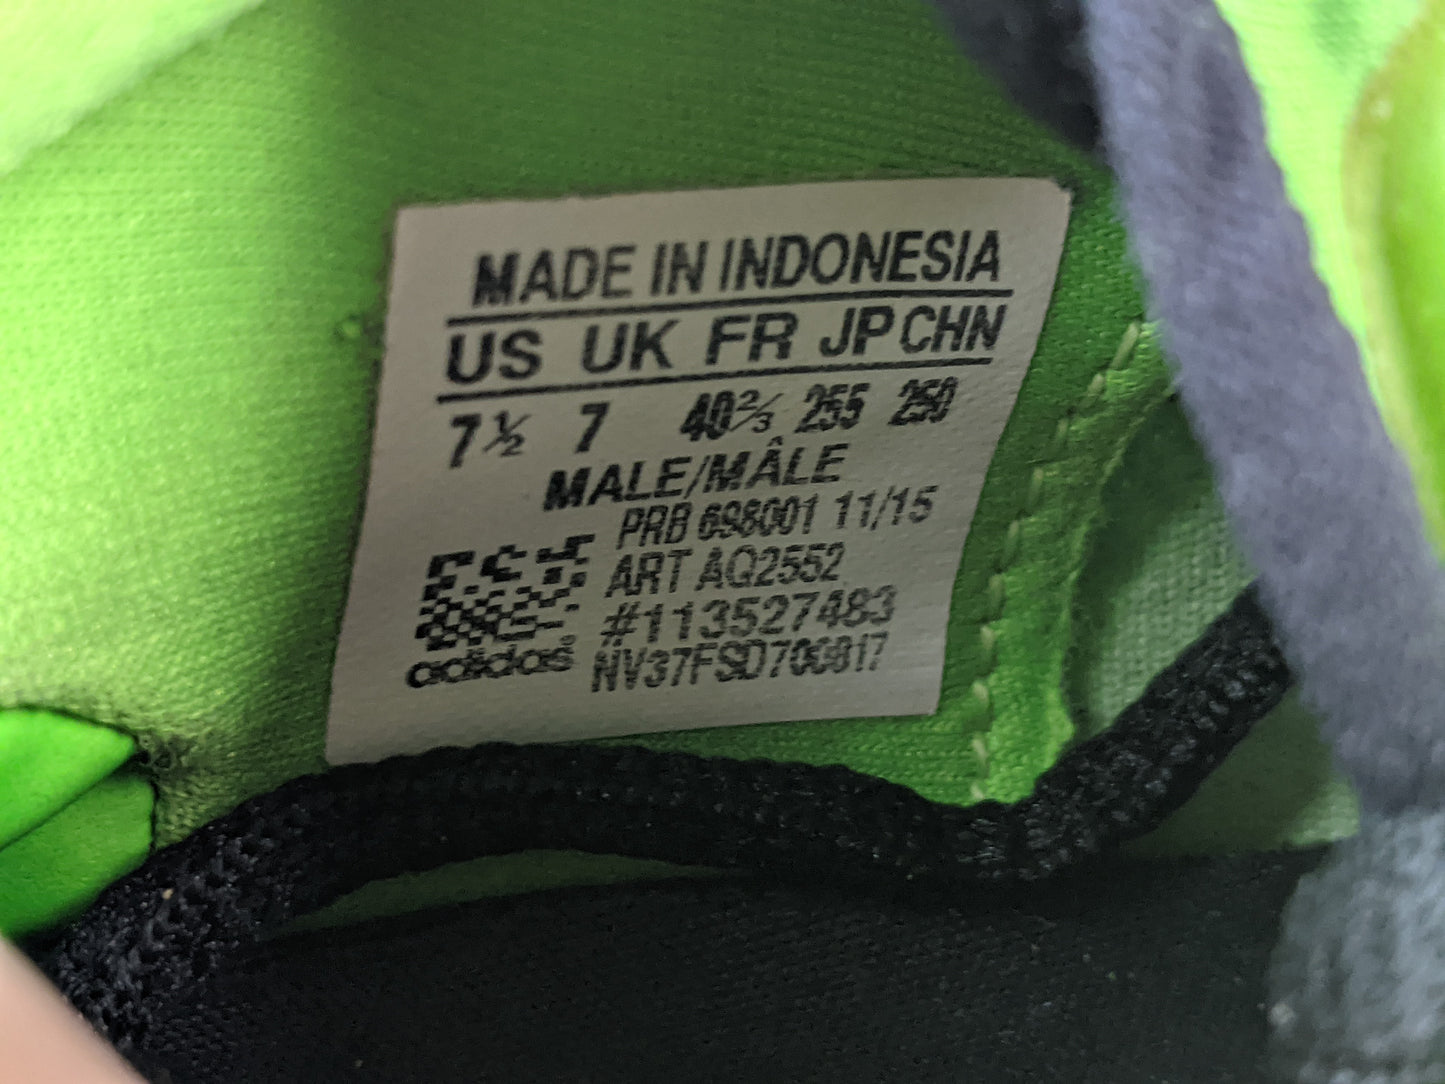 MADE IN INDONESIA
US UK FR JP CHN
7½ 7 40⅔ 255 250
MALE/MÂLE
PRB 698001 11/15
ART AQ2552
#113527483
adidas NV37FSD700817